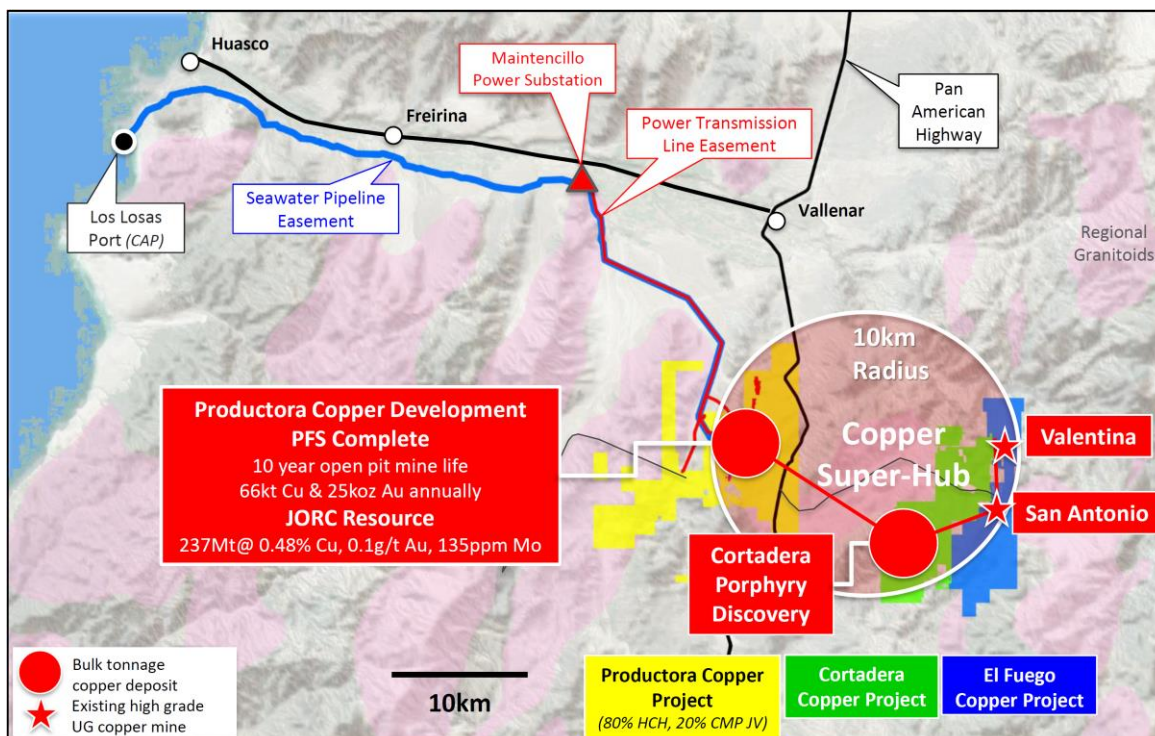 Huasco
Maintencillo
Power Substation
Freirina
Power Transmission
Line Easement
Pan
American
Highway
Los Losas
Port (CAP)
Seawater Pipeline
Easement
Vallenar
Regional
Granitoids
10km
Radius
Copper
Super-Hub
Productora Copper Development
PFS Complete
10 year open pit mine life
66kt Cu & 25koz Au annually
JORC Resource
237Mt@ 0.48% Cu, 0.1g/t Au, 135ppm Mo
Valentina
San Antonio
Cortadera
Porphyry
Discovery
Bulk tonnage
copper deposit
Existing high grade
UG copper mine
10km
Productora Copper
Project
(80% HCH, 20% CMP JV)
Cortadera
Copper Project
El Fuego
Copper Project